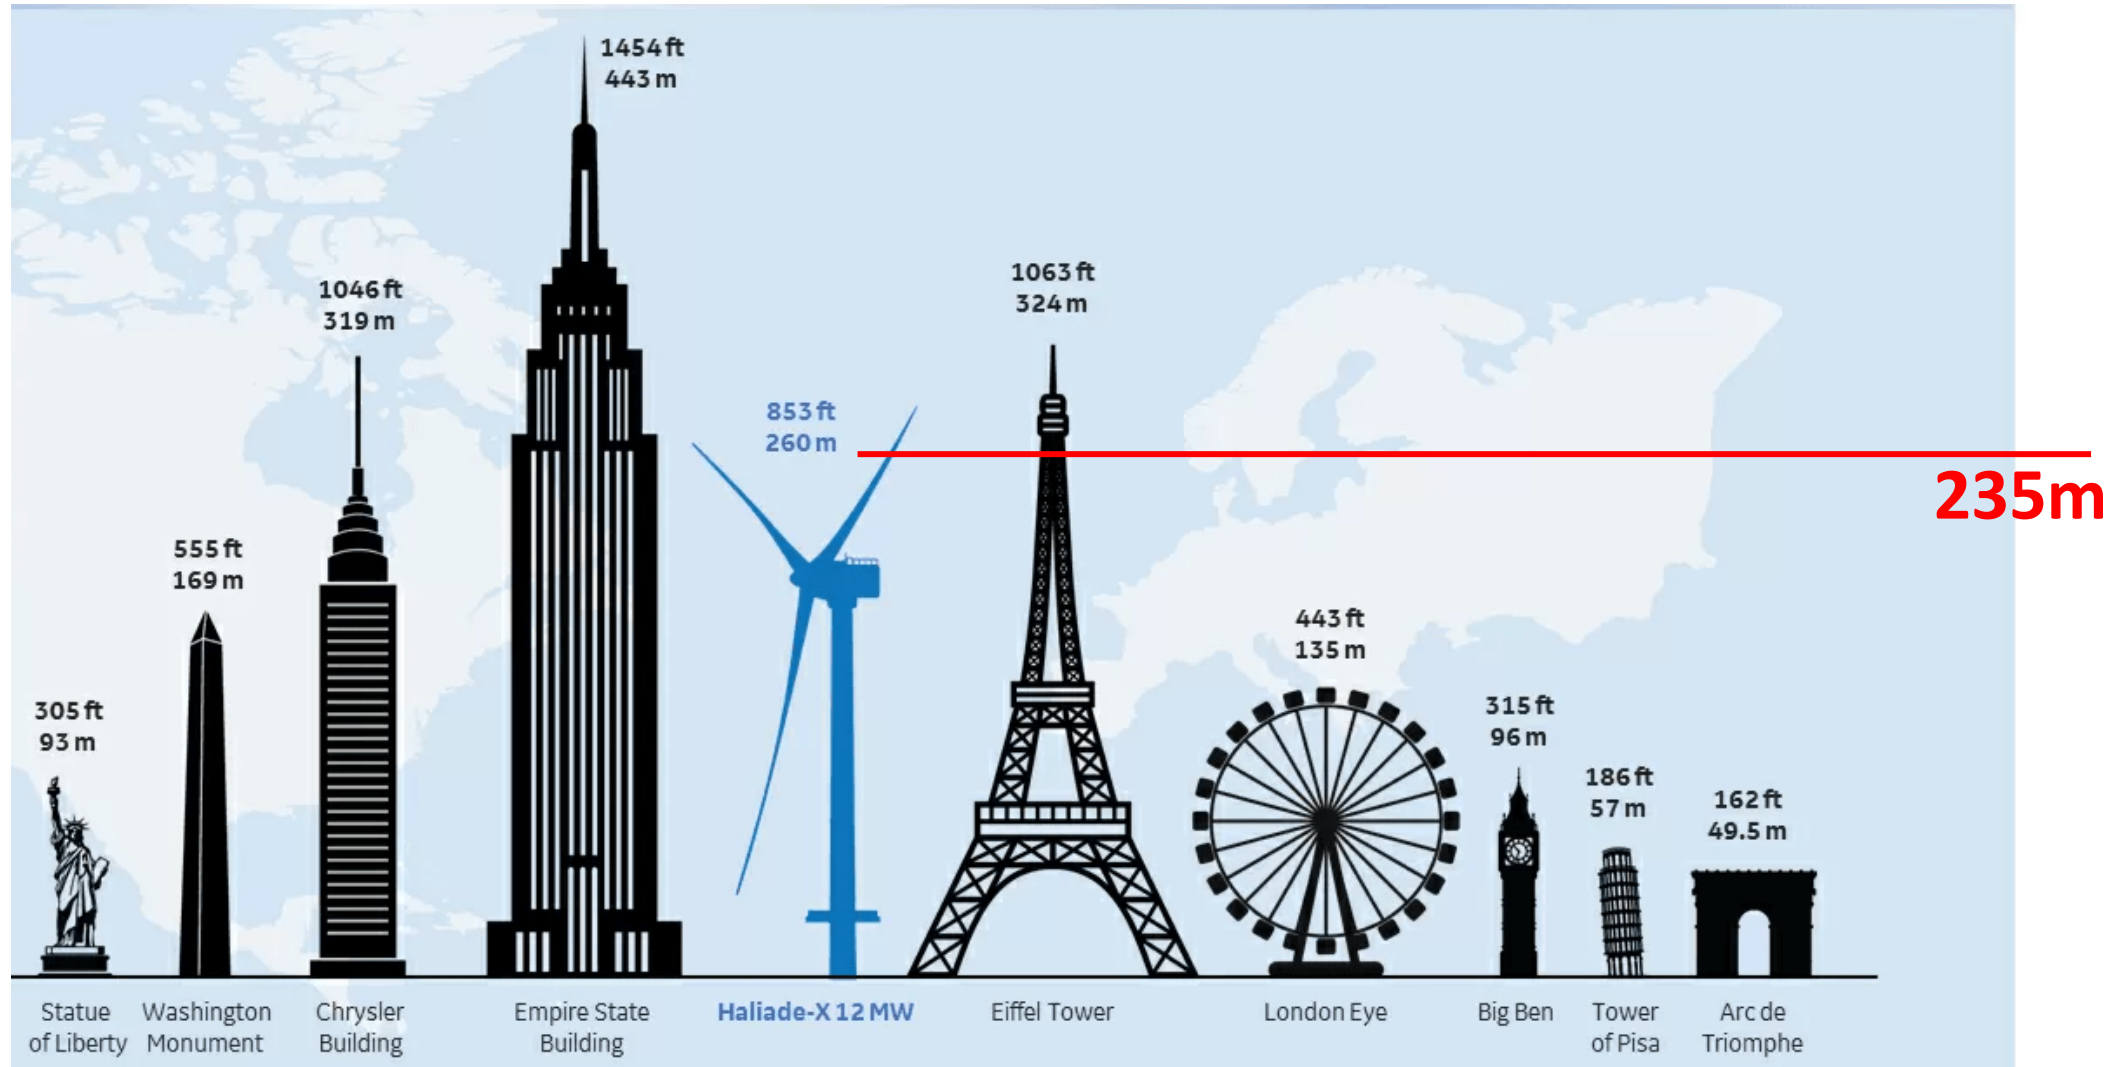 1454 ft
443 m
1063 ft
324 m
1046 ft
319 m
853 ft
260 m
235m
555 ft
169 m
443 ft
135 m
305 ft
93 m
315 ft
96 m
186 ft
57 m
162 ft
49.5 m
Statue
of Liberty
Washington
Monument
Chrysler
Building
Empire State
Building
Haliade-X 12 MW
Eiffel Tower
London Eye
Big Ben
Tower
of Pisa
Arc de
Triomphe